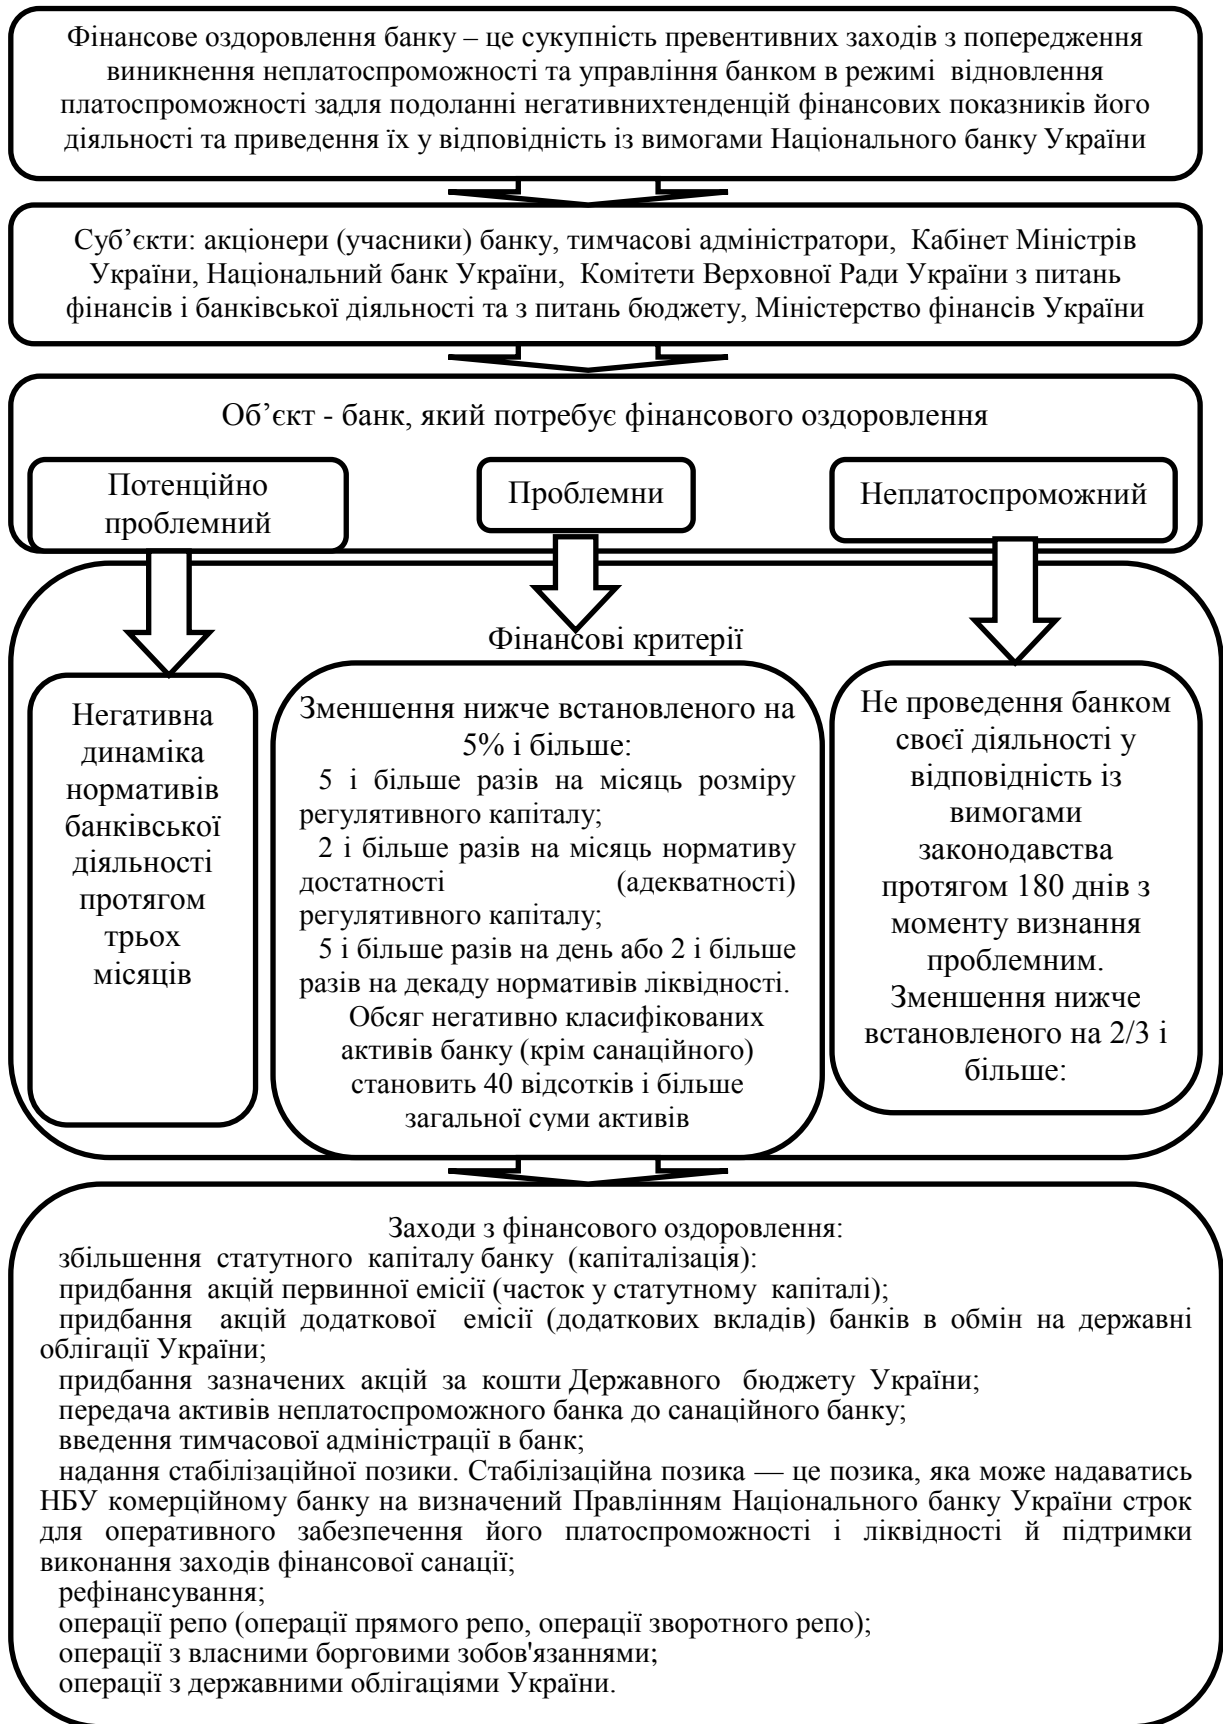 Фінансове оздоровлення банку – це сукупність превентивних заходів з попередження
виникнення неплатоспроможності та управління банком в режимі відновлення
платоспроможності задля подоланні негативнихтенденцій фінансових показників його
діяльності та приведення їх у відповідність із вимогами Національного банку України
Суб’єкти: акціонери (учасники) банку, тимчасові адміністратори, Кабінет Міністрів
України, Національний банк України, Комітети Верховної Ради України з питань
фінансів і банківської діяльності та з питань бюджету, Міністерство фінансів України
Об’єкт - банк, який потребує фінансового оздоровлення
Потенційно
проблемний
Проблемни
Неплатоспроможний
Фінансові критерії
Негативна
динаміка
нормативів
банківської
діяльності
протягом
трьох
місяців
Зменшення нижче встановленого на
5% і більше:
5 і більше разів на місяць розміру
регулятивного капіталу;
2 і більше разів на місяць нормативу
достатності (адекватності)
регулятивного капіталу;
5 і більше разів на день або 2 і більше
разів на декаду нормативів ліквідності.
Обсяг негативно класифікованих
активів банку (крім санаційного)
становить 40 відсотків і більше
загальної суми активів
Не проведення банком
своєї діяльності у
відповідність із
вимогами
законодавства
протягом 180 днів з
моменту визнання
проблемним.
Зменшення нижче
встановленого на 2/3 і
більше:
Заходи з фінансового оздоровлення:
збільшення статутного капіталу банку (капіталізація):
придбання акцій первинної емісії (часток у статутному капіталі);
придбання акцій додаткової емісії (додаткових вкладів) банків в обмін на державні
облігації України;
придбання зазначених акцій за кошти Державного бюджету України;
передача активів неплатоспроможного банка до санаційного банку;
введення тимчасової адміністрації в банк;
надання стабілізаційної позики. Стабілізаційна позика — це позика, яка може надаватись
НБУ комерційному банку на визначений Правлінням Національного банку України строк
для оперативного забезпечення його платоспроможності і ліквідності й підтримки
виконання заходів фінансової санації;
рефінансування;
операції репо (операції прямого репо, операції зворотного репо);
операції з власними борговими зобов'язаннями;
операції з державними облігаціями України.